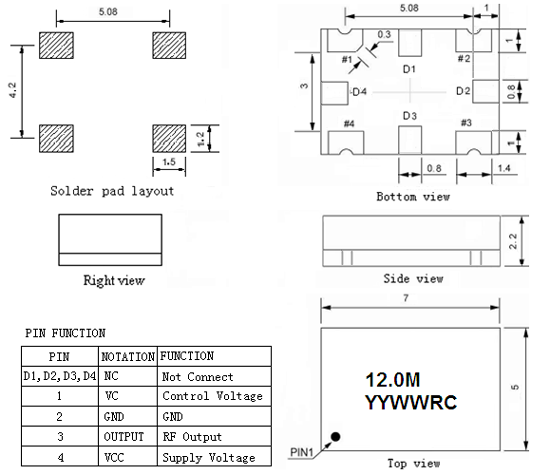 5.08
4.2
1.2
1.5
Solder pad layout
5.08
1
0.3
1
#1
#2
D1
3
D4
D2
0.8
D3
#4
#3
1
0.8
1.4
Bottom view
Right view
2.2
Side view
7
12.0M
YYWWRC
5
PIN1
Top view
PIN FUNCTION
PIN NOTATION FUNCTION
D1,D2,D3,D4 NC Not Connect
1 VC Control Voltage
2 GND GND
3 OUTPUT RF Output
4 VCC Supply Voltage